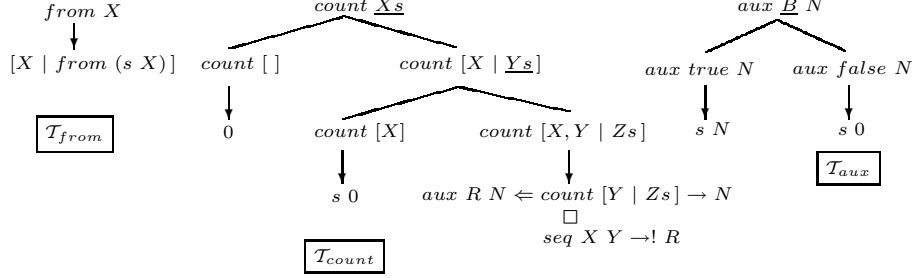 from X
[X | from (s X)]
T_from
count Xs
count [ ]
0
count [X | Ys]
count [X]
s 0
count [X, Y | Zs]
aux R N ⇐ count [Y | Zs] → N
□
seq X Y →! R
T_count
aux B N
aux true N
s N
aux false N
s 0
T_aux